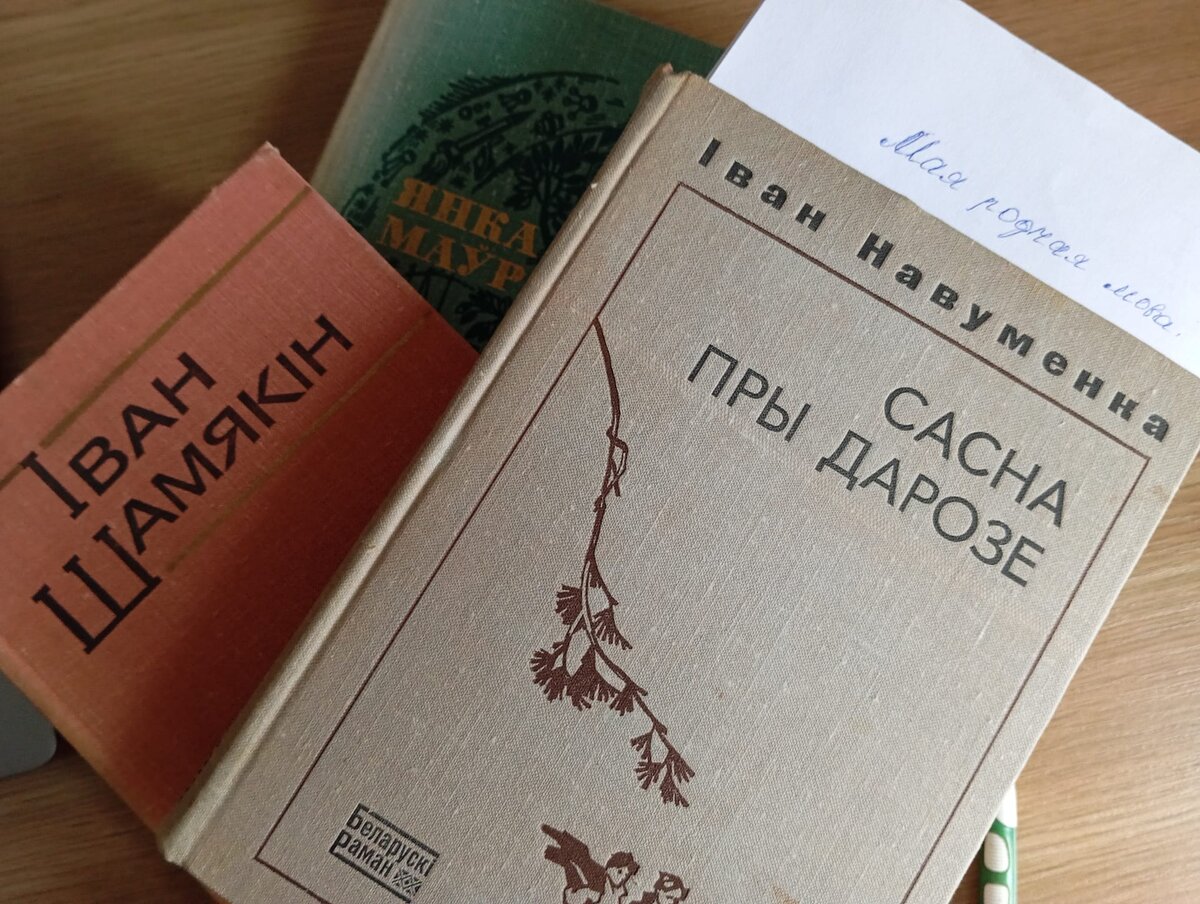 Іван Навуменка
САСНА
ПРЫ ДАРОЗЕ
Беларускі
Раман
ІВАН
ШАМЯКІН
ЯНКА
МАЎР
Мая родная мова.